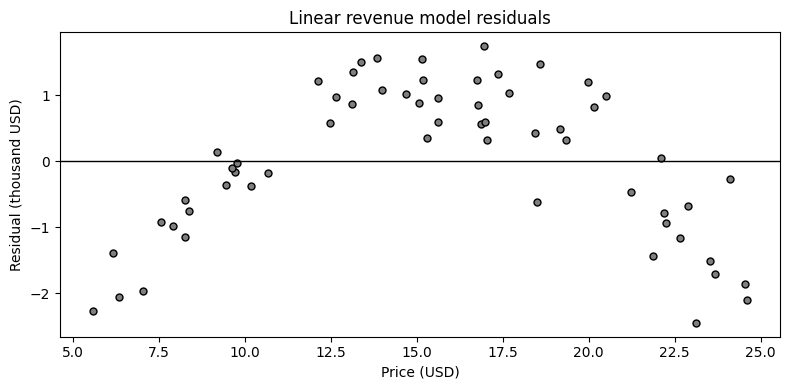 Linear revenue model residuals
Residual (thousand USD)
1
0
−1
−2
5.0 7.5 10.0 12.5 15.0 17.5 20.0 22.5 25.0
Price (USD)